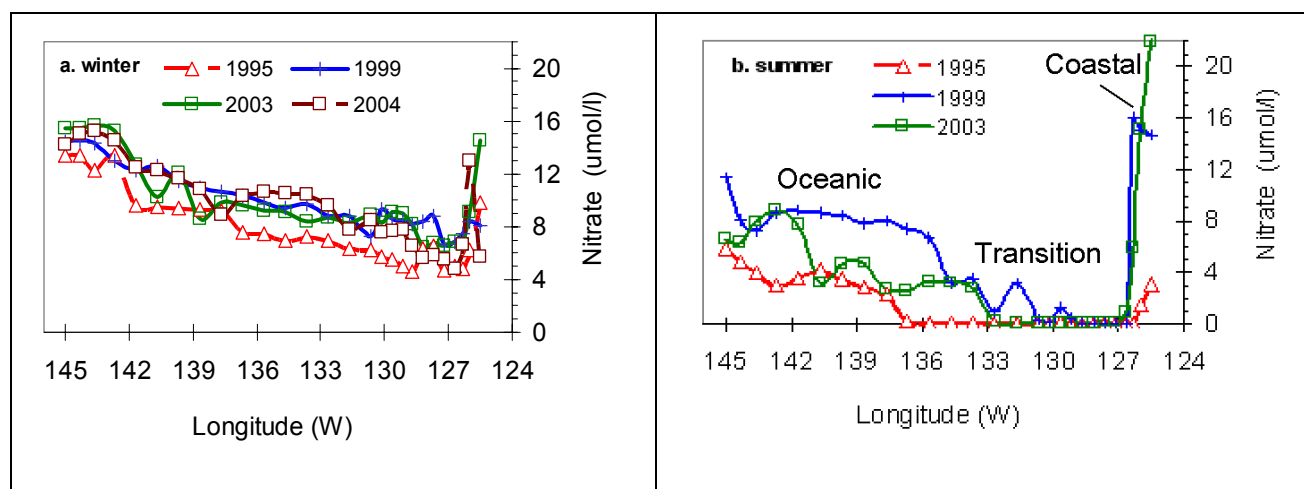 a. winter
1995
1999
2003
2004
20
16
12
8
4
0
Nitrate (umol/l)
145 142 139 136 133 130 127 124
Longitude (W)
b. summer
1995
1999
2003
Coastal
Oceanic
Transition
20
16
12
8
4
0
Nitrate (umol/l)
145 142 139 136 133 130 127 124
Longitude (W)